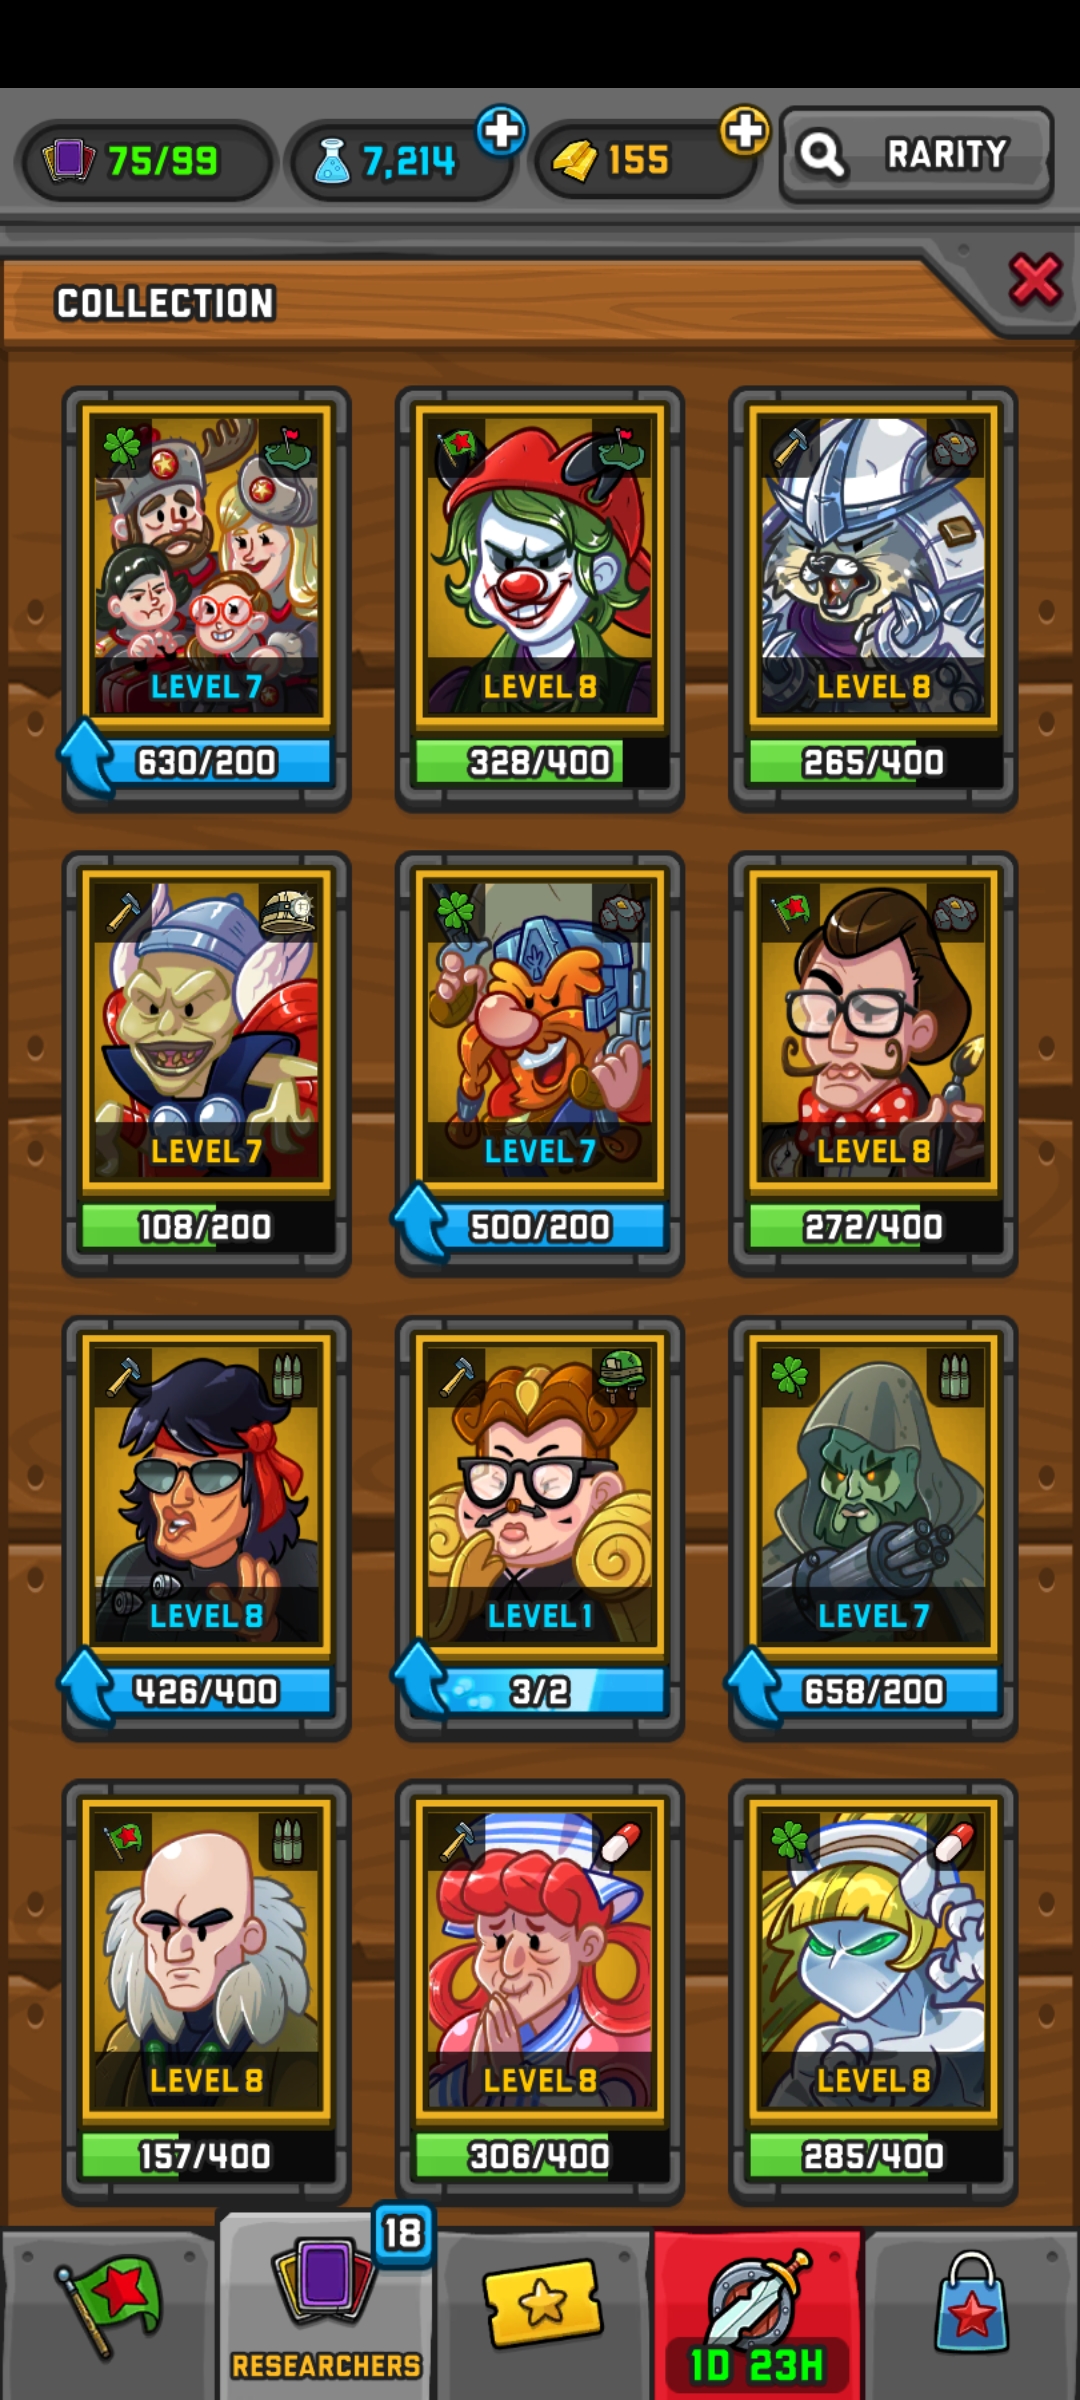 75/99 7,214 155 RARITY
COLLECTION
LEVEL 7 LEVEL 8 LEVEL 8
630/200 328/400 265/400
LEVEL 7 LEVEL 7 LEVEL 8
108/200 500/200 272/400
LEVEL 8 LEVEL 1 LEVEL 7
426/400 3/2 658/200
LEVEL 8 LEVEL 8 LEVEL 8
157/400 306/400 285/400
18
RESEARCHERS 1D 23H